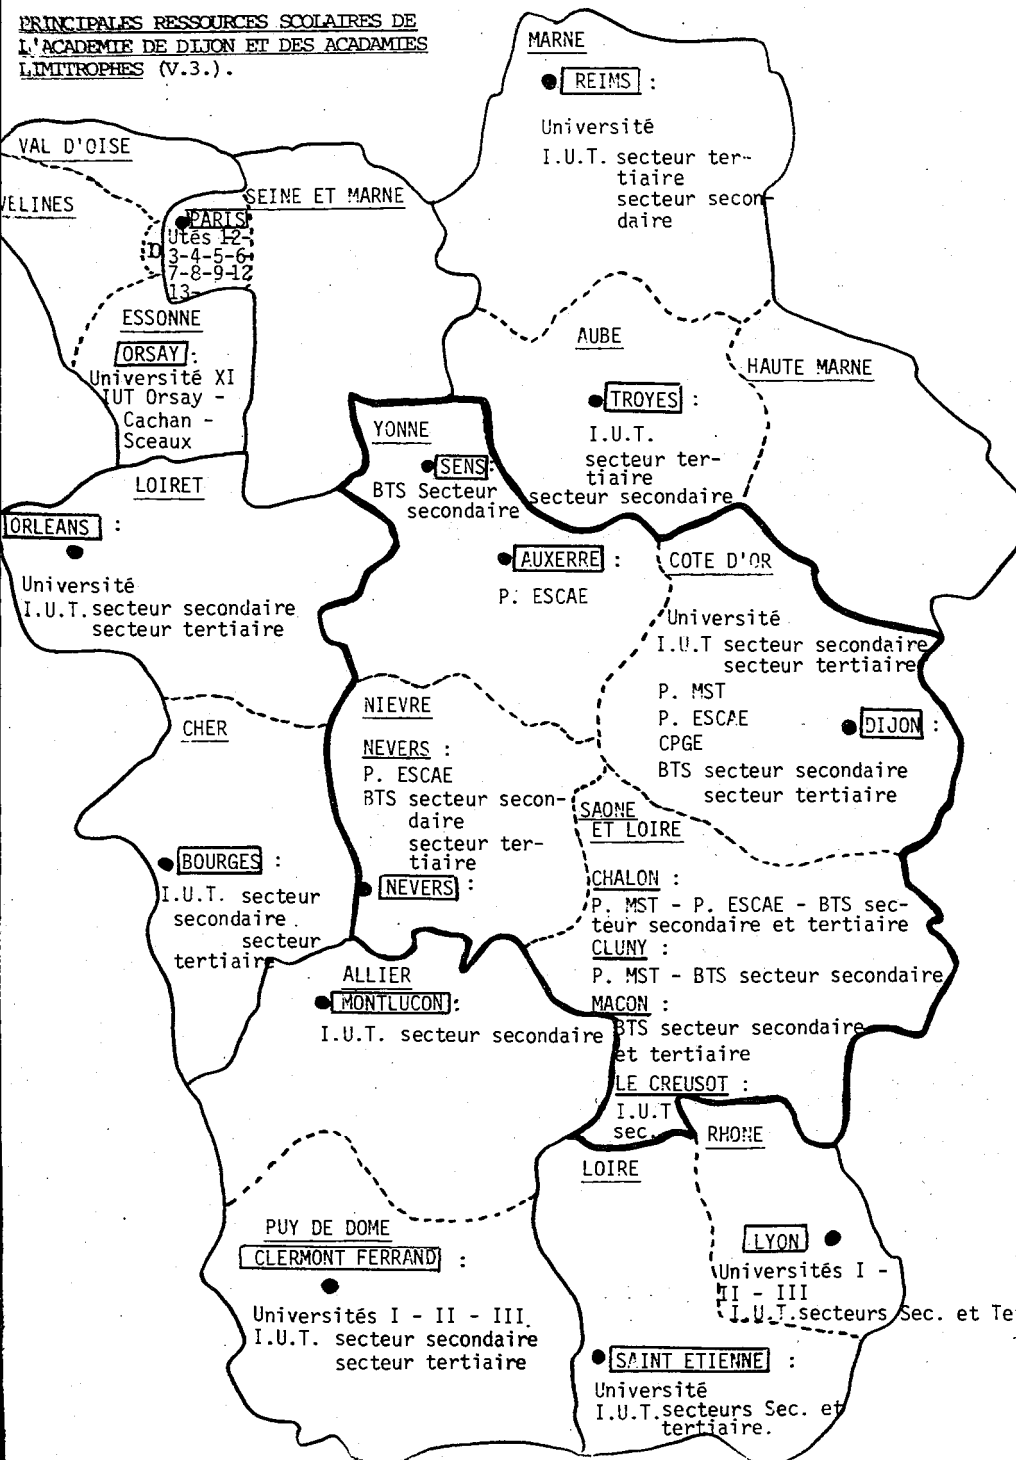 PRINCIPALES RESSOURCES SCOLAIRES DE
L'ACADEMIE DE DIJON ET DES ACADAMIES
LIMITROPHES (V.3.).
MARNE
REIMS :
Université
I.U.T. secteur ter-
tiaire
secteur secon-
daire
VAL D'OISE
VELINES
SEINE ET MARNE
PARIS
Utés 12-
3-4-5-6-
7-8-9-12
13-
ESSONNE
ORSAY :
Université XI
IUT Orsay -
Cachan -
Sceaux
AUBE
TROYES :
I.U.T.
secteur ter-
tiaire
secteur secondaire
HAUTE MARNE
YONNE
SENS :
BTS Secteur
secondaire
AUXERRE :
P. ESCAE
LOIRET
ORLEANS :
Université
I.U.T. secteur secondaire
secteur tertiaire
COTE D'OR
Université
I.U.T secteur secondaire
secteur tertiaire
P. MST
P. ESCAE
CPGE
DIJON :
BTS secteur secondaire
secteur tertiaire
CHER
BOURGES :
I.U.T. secteur
secondaire
secteur
tertiaire
NIEVRE
NEVERS :
P. ESCAE
BTS secteur secon-
daire
secteur ter-
tiaire
NEVERS :
SAONE
ET LOIRE
CHALON :
P. MST - P. ESCAE - BTS sec-
teur secondaire et tertiaire
CLUNY :
P. MST - BTS secteur secondaire
MACON :
BTS secteur secondaire
et tertiaire
LE CREUSOT :
I.U.T
sec.
ALLIER
MONTLUCON :
I.U.T. secteur secondaire
PUY DE DOME
CLERMONT FERRAND :
Universités I - II - III.
I.U.T. secteur secondaire
secteur tertiaire
LOIRE
SAINT ETIENNE :
Université
I.U.T. secteurs Sec. et
tertiaire.
RHONE
LYON
Universités I -
II - III
I.U.T. secteurs Sec. et Te